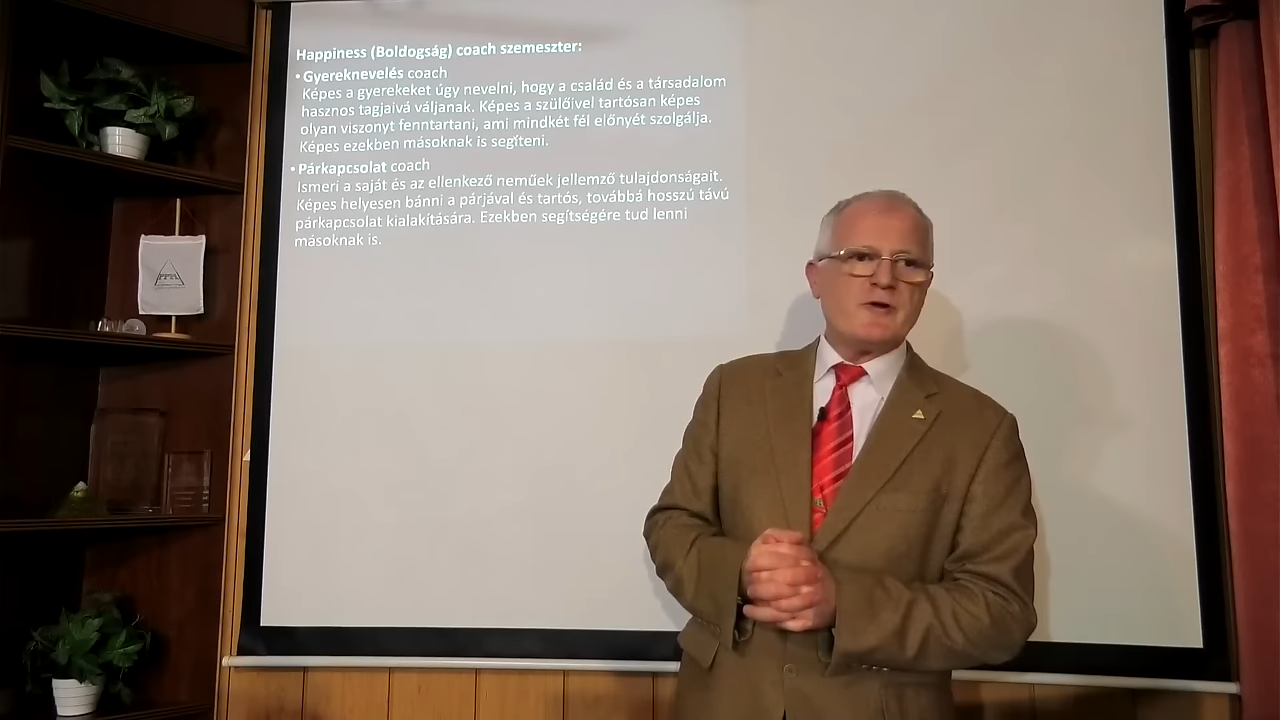 Happiness (Boldogság) coach szemeszter:
• Gyereknevelés coach
Képes a gyerekeket úgy nevelni, hogy a család és a társadalom
hasznos tagjaivá váljanak. Képes a szülőivel tartósan képes
olyan viszonyt fenntartani, ami mindkét fél előnyét szolgálja.
Képes ezekben másoknak is segíteni.
• Párkapcsolat coach
Ismeri a saját és az ellenkező neműek jellemző tulajdonságait.
Képes helyesen bánni a párjával és tartós, továbbá hosszú távú
párkapcsolat kialakítására. Ezekben segítségére tud lenni
másoknak is.